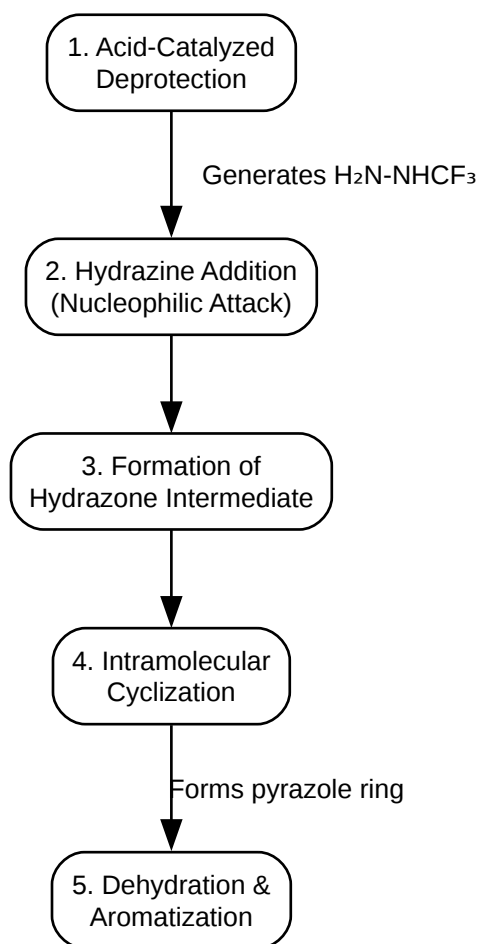 1. Acid-Catalyzed
Deprotection
Generates H₂N-NHCF₃
2. Hydrazine Addition
(Nucleophilic Attack)
3. Formation of
Hydrazone Intermediate
4. Intramolecular
Cyclization
Forms pyrazole ring
5. Dehydration &
Aromatization